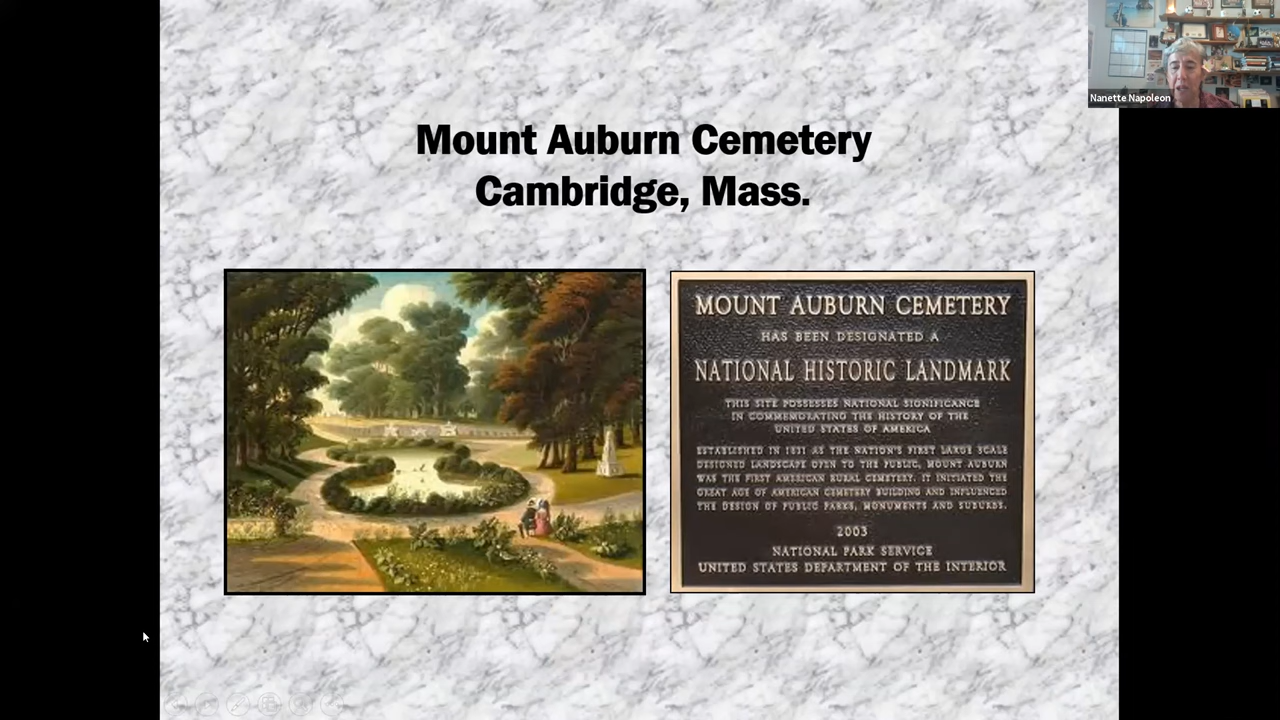 Nanette Napoleon
Mount Auburn Cemetery
Cambridge, Mass.
MOUNT AUBURN CEMETERY
HAS BEEN DESIGNATED A
NATIONAL HISTORIC LANDMARK
THIS SITE POSSESSES NATIONAL SIGNIFICANCE
IN COMMEMORATING THE HISTORY OF THE
UNITED STATES OF AMERICA
ESTABLISHED IN 1831 AS THE NATION'S FIRST LARGE SCALE
DESIGNED LANDSCAPE OPEN TO THE PUBLIC, MOUNT AUBURN
WAS THE FIRST AMERICAN RURAL CEMETERY. IT INITIATED THE
GREAT AGE OF AMERICAN CEMETERY BUILDING AND INFLUENCED
THE DESIGN OF PUBLIC PARKS, MONUMENTS AND SUBURBS.
2003
NATIONAL PARK SERVICE
UNITED STATES DEPARTMENT OF THE INTERIOR